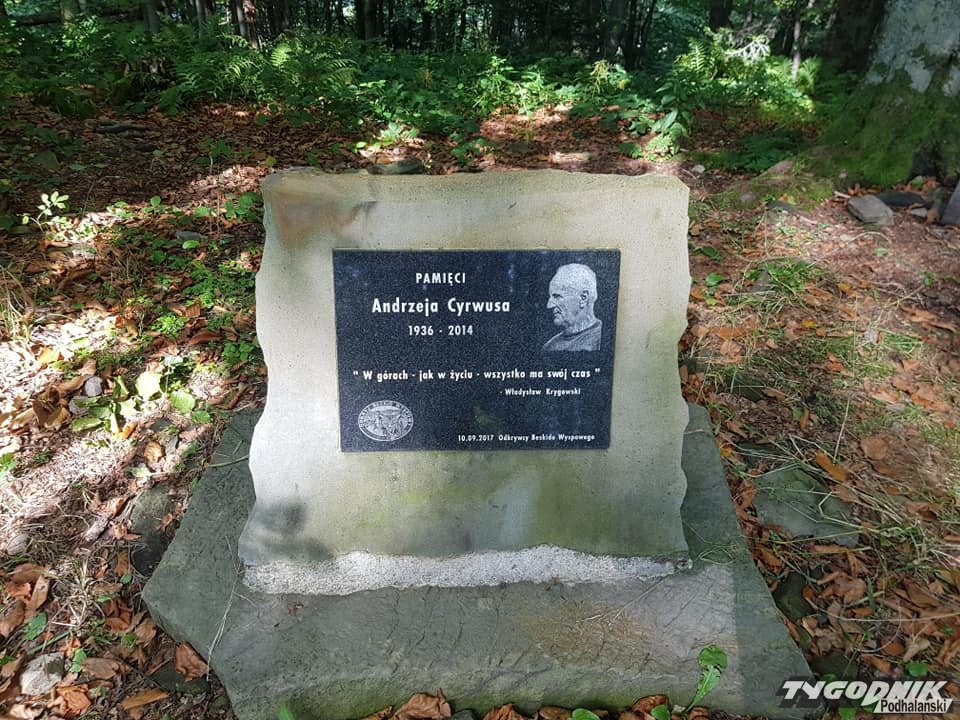 PAMIĘCI
Andrzeja Cyrwusa
1936 - 2014
" W górach - jak w życiu - wszystko ma swój czas "
- Władysław Krygowski
10.09.2017 Odkrywcy Beskidu Wyspowego
TYGODNIK
Podhalański